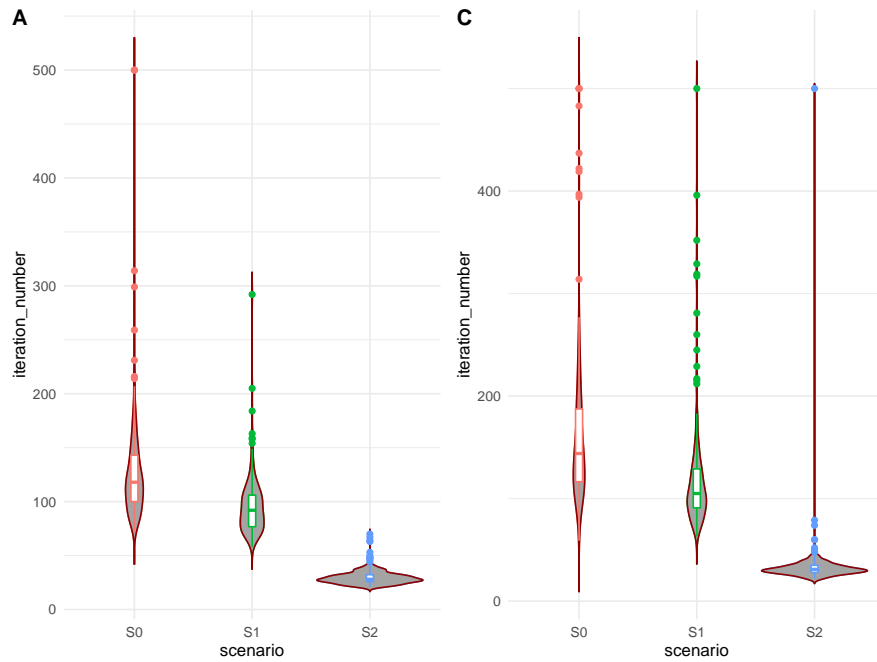 A
iteration_number
500
400
300
200
100
0
S0 S1 S2
scenario
C
iteration_number
400
200
0
S0 S1 S2
scenario